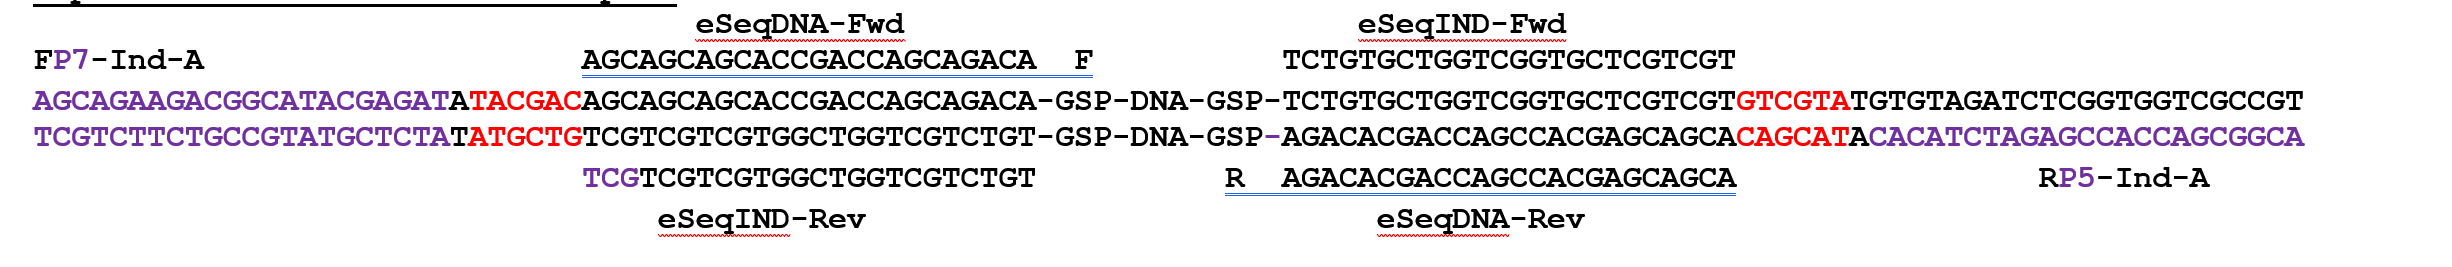 eSeqDNA-Fwd eSeqIND-Fwd
FP7-Ind-A AGCAGCAGCACCGACCAGCAGACA F TCTGTGCTGGTCGGTGCTCGTCGT
AGCAGAAGACGGCATACGAGATATACGACAGCAGCAGCACCGACCAGCAGACA-GSP-DNA-GSP-TCTGTGCTGGTCGGTGCTCGTCGTGTCGTATGTGTAGATCTCGGTGGTCGCCGT
TCGTCTTCTGCCGTATGCTCTATATGCTGTCGTCGTCGTGGCTGGTCGTCTGT-GSP-DNA-GSP-AGACACGACCAGCCACGAGCAGCACAGCATACACATCTAGAGCCACCAGCGGCA
TCGTCGTCGTGGCTGGTCGTCTGT R AGACACGACCAGCCACGAGCAGCA RP5-Ind-A
eSeqIND-Rev eSeqDNA-Rev